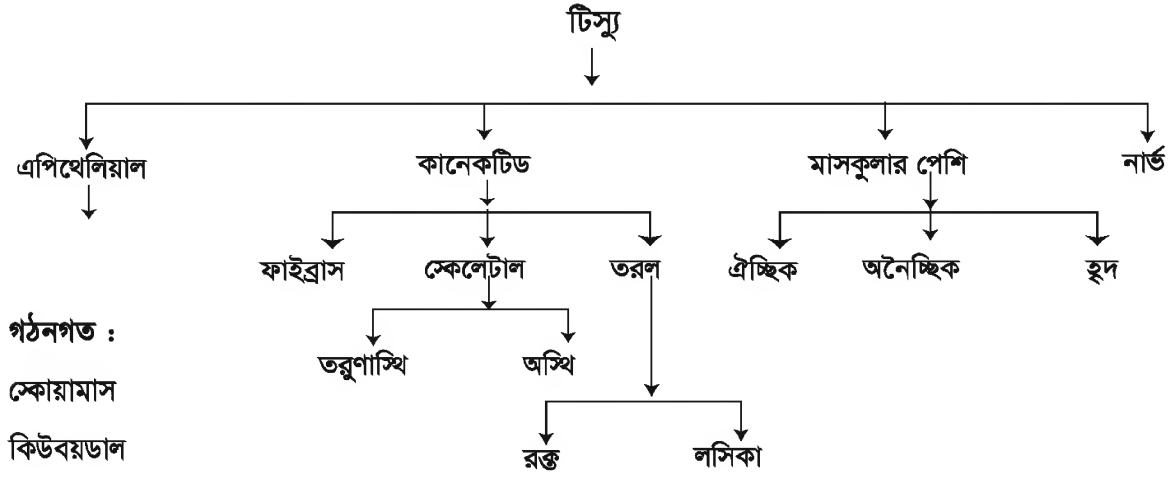 টিস্যু
এপিথেলিয়াল কানেকটিভ মাসকুলার পেশি নার্ভ
ফাইব্রাস স্কেলেটাল তরল ঐচ্ছিক অনৈচ্ছিক হৃদ
গঠনগত :
তরুণাস্থি অস্থি
স্কোয়ামাস
কিউবয়ডাল
রক্ত লসিকা